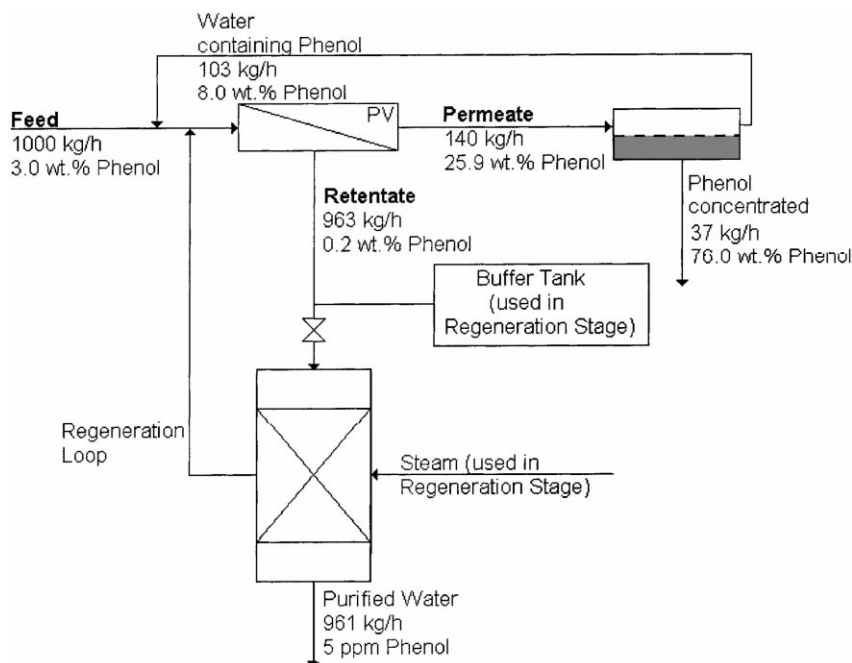 Water
containing Phenol
103 kg/h
8.0 wt.% Phenol
Feed
1000 kg/h
3.0 wt.% Phenol
PV
Permeate
140 kg/h
25.9 wt.% Phenol
Phenol
concentrated
37 kg/h
76.0 wt.% Phenol
Retentate
963 kg/h
0.2 wt.% Phenol
Buffer Tank
(used in
Regeneration Stage)
Regeneration
Loop
Steam (used in
Regeneration Stage)
Purified Water
961 kg/h
5 ppm Phenol